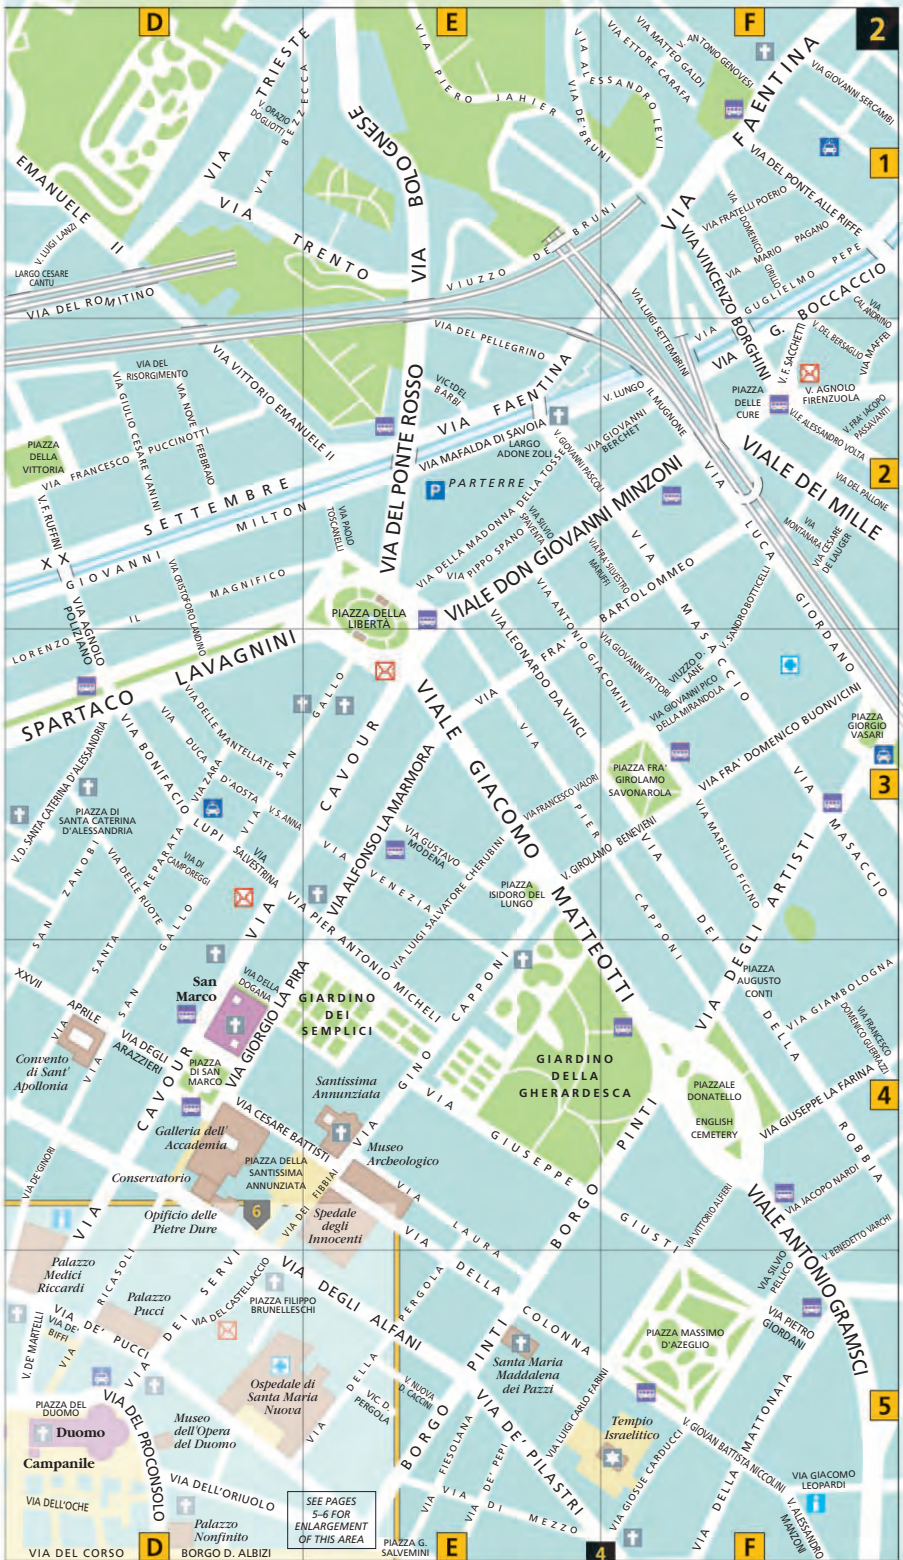 D
E
F
2
VIA TRIESTE
V. ORAZIO
DOGLIOTTI
VIA BEZZECCA
VIA
BOLOGNESE
VIA PIERO JAHIER
VIA ALESSANDRO LEVI
VIA DE' BRUNI
VIA ETTORE CARAFA
VIA MATTEO GALDI
V. ANTONIO GENOVESI
VIA FAENTINA
VIA GIOVANNI SERCAMBI
1
EMANUELE II
V. LUIGI LANZI
LARGO CESARE
CANTU
VIA DEL ROMITINO
VIA TRENTO
VIUZZO DE' BRUNI
VIA DEL PONTE ALLE RIFFE
VIA FRATELLI POERIO
VIA DOMENICO CIRILLO
VIA MARIO PAGANO
VIA GUGLIELMO PEPE
VIA G. BOCCACCIO
VIA VINCENZO BORGHINI
VIA LUIGI SETTEMBRINI
VIA DEL PELLEGRINO
VIA CALANDRINO
V. DEL BERSAGLIO
VIA MAFFEI
V. F. SACCHETTI
V. AGNOLO
FIRENZUOLA
V. FRA' IACOPO
PASSAVANTI
V.LE ALESSANDRO VOLTA
PIAZZA
DELLE
CURE
VIA DEL
RISORGIMENTO
VIA GIULIO CESARE VANINI
VIA NOVE FEBBRAIO
VIA VITTORIO EMANUELE II
VIA DEL PONTE ROSSO
VIC1DEL
BARBI
VIA FAENTINA
V. LUNGO IL MUGNONE
PIAZZA
DELLA
VITTORIA
VIA FRANCESCO PUCCINOTTI
VIA MAFALDA DI SAVOIA
LARGO
ADONE ZOLI
VIA GIOVANNI
BERCHET
V. GIOVANNI PASCOLI
2
P PARTERRE
VIALE DEI MILLE
VIA DEL PALLONE
VIA
MONTANARA
VIA CESARE
DE LAUGER
V. F. RUFFINI
XX SETTEMBRE
GIOVANNI MILTON
VIA PAOLO
TOSCANELLI
VIA DELLA MADONNA DELLA TOSSE
VIA PIPPO SPANO
VIA SILVIO
SPAVENTA
VIA FRA' SILVESTRO
MARUFFI
VIALE DON GIOVANNI MINZONI
VIA LUCA GIORDANO
VIA MASACCIO
LORENZO IL MAGNIFICO
VIA CRISTOFORO LANDINO
VIA AGNOLO
POLIZIANO
PIAZZA DELLA
LIBERTÀ
VIA FRA' BARTOLOMMEO
VIA ANTONIO GIACOMINI
VIA LEONARDO DA VINCI
V. SANDRO BOTTICELLI
VIUZZO D.
LANE
VIA GIOVANNI FATTORI
VIA GIOVANNI PICO
DELLA MIRANDOLA
SPARTACO LAVAGNINI
V.D. SANTA CATERINA D'ALESSANDRIA
VIA BONIFACIO LUPI
VIA DUCA D'AOSTA
VIA DELLE MANTELLATE
VIA ZARA
V. S. ANNA
VIA SAN GALLO
VIA CAVOUR
VIALE GIACOMO MATTEOTTI
VIA ALFONSO LAMARMORA
VIA FRA' DOMENICO BUONVICINI
PIAZZA
GIORGIO
VASARI
3
PIAZZA DI
SANTA CATERINA
D'ALESSANDRIA
PIAZZA FRA'
GIROLAMO
SAVONAROLA
VIA FRANCESCO VALORI
V. GIROLAMO BENEVIENI
VIA PIER CAPPONI
VIA MARSILIO FICINO
VIA MASACCIO
VIA DEGLI ARTISTI
VIA
SALVESTRINA
VIA DI
CAMPOREGGI
VIA DELLE RUOTE
SAN ZANOBI
SANTA REPARATA
VIA GUSTAVO
MODENA
VIA VENEZIA
VIA LUIGI SALVATORE CHERUBINI
PIAZZA
ISIDORO DEL
LUNGO
VIA PIER ANTONIO MICHELI
XXVII APRILE
San
Marco
VIA DELLA
DOGANA
VIA GIORGIO LA PIRA
GIARDINO
DEI
SEMPLICI
VIA GINO CAPPONI
PIAZZA
AUGUSTO
CONTI
VIA GIAMBOLOGNA
VIA FRANCESCO
DOMENICO GUERRAZZI
VIA DEI DELLA ROBBIA
VIA
VIA DEGLI
ARAZZIERI
Convento
di Sant'
Apollonia
PIAZZA
DI SAN
MARCO
GIARDINO
DELLA
GHERARDESCA
PIAZZALE
DONATELLO
ENGLISH
CEMETERY
VIA GIUSEPPE LA FARINA
4
Santissima
Annunziata
VIA CESARE BATTISTI
Galleria dell'
Accademia
Museo
Archeologico
PIAZZA DELLA
SANTISSIMA
ANNUNZIATA
Conservatorio
Opificio delle
Pietre Dure
6
VIA DEI FIBBIAI
Spedale
degli
Innocenti
VIA GIUSEPPE GIUSTI
BORGO PINTI
VIA LAURA
VIA DELLA COLONNA
VIA VITTORIO ALFIERI
VIA JACOPO NARDI
V. BENEDETTO VARCHI
VIALE ANTONIO GRAMSCI
VIA DE' GINORI
Palazzo
Medici
Riccardi
VIA RICASOLI
VIA DEI SERVI
Palazzo
Pucci
VIA DE' PUCCI
VIA DEL CASTELLACCIO
PIAZZA FILIPPO
BRUNELLESCHI
VIA DEGLI ALFANI
VIA DELLA PERGOLA
V. DE' MARTELLI
VIA DE'
BIFFI
VIA SILVIO
PELLICO
VIA PIETRO
GIORDANI
PIAZZA MASSIMO
D'AZEGLIO
Santa Maria
Maddalena
dei Pazzi
Ospedale di
Santa Maria
Nuova
V. NUOVA
D. CACCINI
VIC. D.
PERGOLA
BORGO PINTI
VIA DE' PILASTRI
VIA LUIGI CARLO FARINI
Tempio
Israelitico
5
PIAZZA DEL
DUOMO
Duomo
Campanile
VIA DEL PROCONSOLO
Museo
dell'Opera
del Duomo
VIA DELL'ORIUOLO
VIA DELL'OCHE
VIA FIESOLANA
VIA DE' PEPI
VIA DI MEZZO
VIA GIOSUE CARDUCCI
V. GIOVAN BATTISTA NICCOLINI
VIA DELLA MATTONAIA
VIA GIACOMO
LEOPARDI
V. ALESSANDRO
MANZONI
SEE PAGES
5–6 FOR
ENLARGEMENT
OF THIS AREA
Palazzo
Nonfinito
PIAZZA G.
SALVEMINI
VIA DEL CORSO
D
BORGO D. ALBIZI
E
4
F